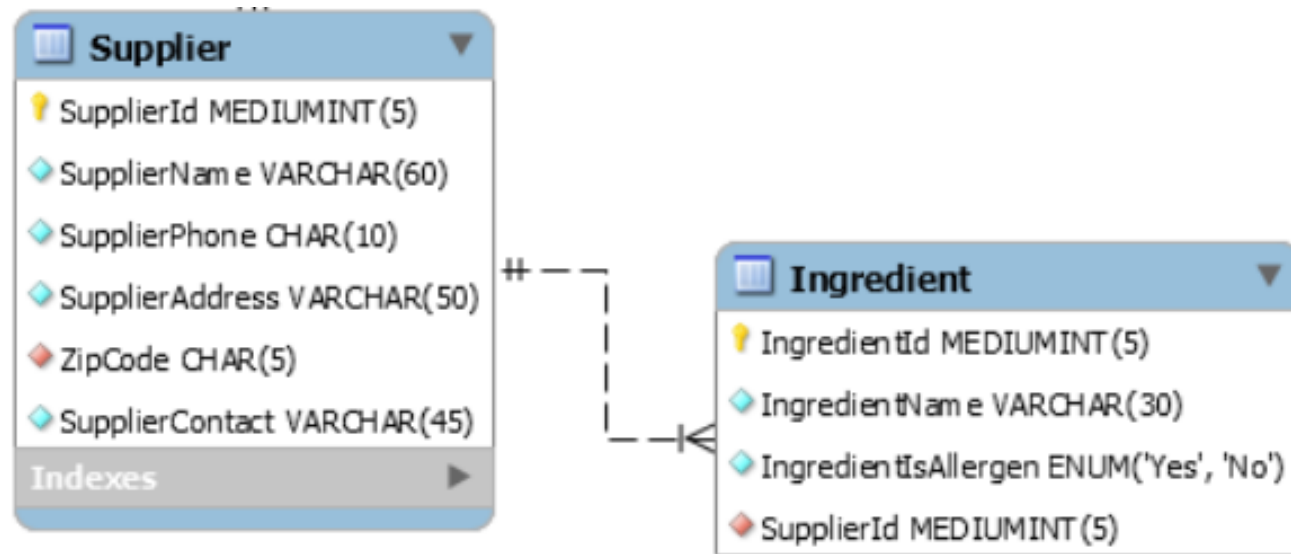 Supplier
SupplierId MEDIUMINT(5)
SupplierName VARCHAR(60)
SupplierPhone CHAR(10)
SupplierAddress VARCHAR(50)
ZipCode CHAR(5)
SupplierContact VARCHAR(45)
Indexes
Ingredient
IngredientId MEDIUMINT(5)
IngredientName VARCHAR(30)
IngredientIsAllergen ENUM('Yes', 'No')
SupplierId MEDIUMINT(5)